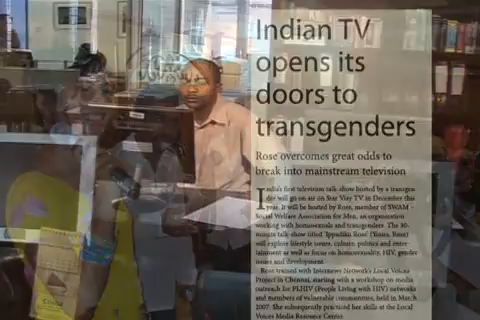 Indian TV
opens its
doors to
transgenders
Rose overcomes great odds to
break into mainstream television
India's first television talk show hosted by a transgen-
der will go on air on Star Vijay TV in December this
year. It will be hosted by Rose, member of SWAM -
Social Welfare Association for Men, an organization
working with homosexuals and transgenders. The 30-
minute talk show titled 'Ippadikku Rose' (Yours, Rose)
will explore lifestyle issues, culture, politics and enter-
tainment as well as focus on homosexuality, HIV, gender
issues and development.
Rose trained with Internews Network's Local Voices
Project in Chennai, starting with a workshop on media
outreach for PLHIV (People Living with HIV) networks
and members of vulnerable communities, held in March
2007. She subsequently practiced her skills at the Local
Voices Media Resource Center.